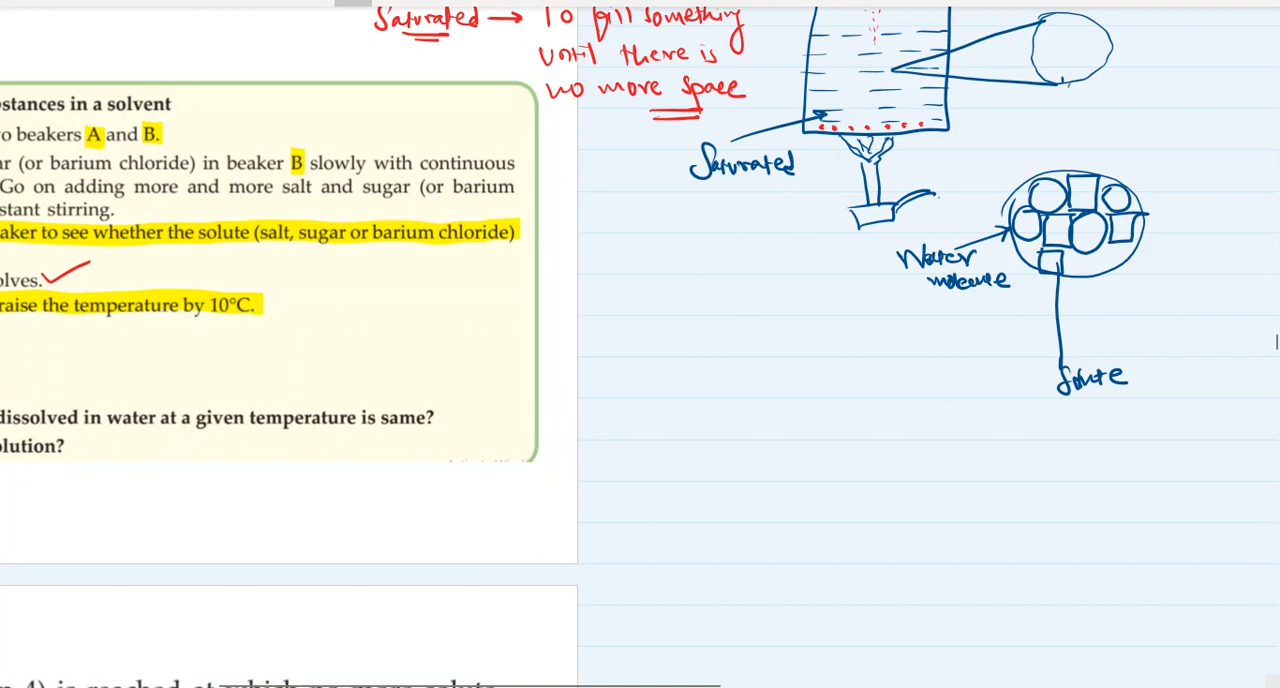 Saturated → To fill something
until there is
no more space
stances in a solvent
o beakers A and B.
r (or barium chloride) in beaker B slowly with continuous
Go on adding more and more salt and sugar (or barium
stant stirring.
aker to see whether the solute (salt, sugar or barium chloride)
olves.
raise the temperature by 10°C.
dissolved in water at a given temperature is same?
lution?
Saturated
Water
Solute